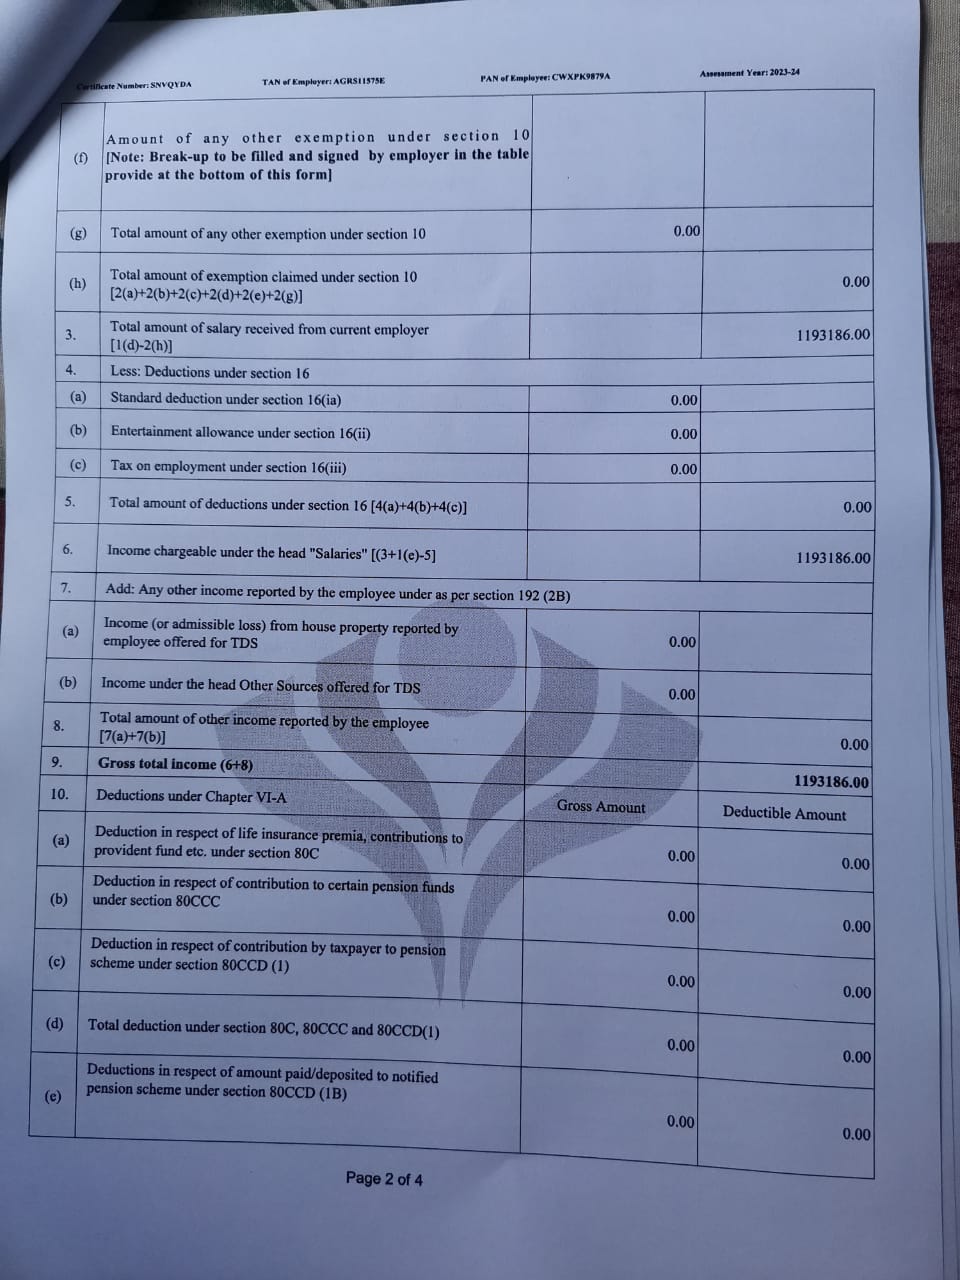 Certificate Number: SNVQYDA TAN of Employer: AGRS11575E PAN of Employee: CWXPK9879A Assessment Year: 2023-24
(f) Amount of any other exemption under section 10
[Note: Break-up to be filled and signed by employer in the table
provide at the bottom of this form]
(g) Total amount of any other exemption under section 10 0.00
(h) Total amount of exemption claimed under section 10
[2(a)+2(b)+2(c)+2(d)+2(e)+2(g)] 0.00
3. Total amount of salary received from current employer
[1(d)-2(h)] 1193186.00
4. Less: Deductions under section 16
(a) Standard deduction under section 16(ia) 0.00
(b) Entertainment allowance under section 16(ii) 0.00
(c) Tax on employment under section 16(iii) 0.00
5. Total amount of deductions under section 16 [4(a)+4(b)+4(c)] 0.00
6. Income chargeable under the head "Salaries" [(3+1(e)-5] 1193186.00
7. Add: Any other income reported by the employee under as per section 192 (2B)
(a) Income (or admissible loss) from house property reported by
employee offered for TDS 0.00
(b) Income under the head Other Sources offered for TDS 0.00
8. Total amount of other income reported by the employee
[7(a)+7(b)] 0.00
9. Gross total income (6+8) 1193186.00
10. Deductions under Chapter VI-A Gross Amount Deductible Amount
(a) Deduction in respect of life insurance premia, contributions to
provident fund etc. under section 80C 0.00 0.00
(b) Deduction in respect of contribution to certain pension funds
under section 80CCC 0.00 0.00
(c) Deduction in respect of contribution by taxpayer to pension
scheme under section 80CCD (1) 0.00 0.00
(d) Total deduction under section 80C, 80CCC and 80CCD(1) 0.00 0.00
(e) Deductions in respect of amount paid/deposited to notified
pension scheme under section 80CCD (1B) 0.00 0.00
Page 2 of 4